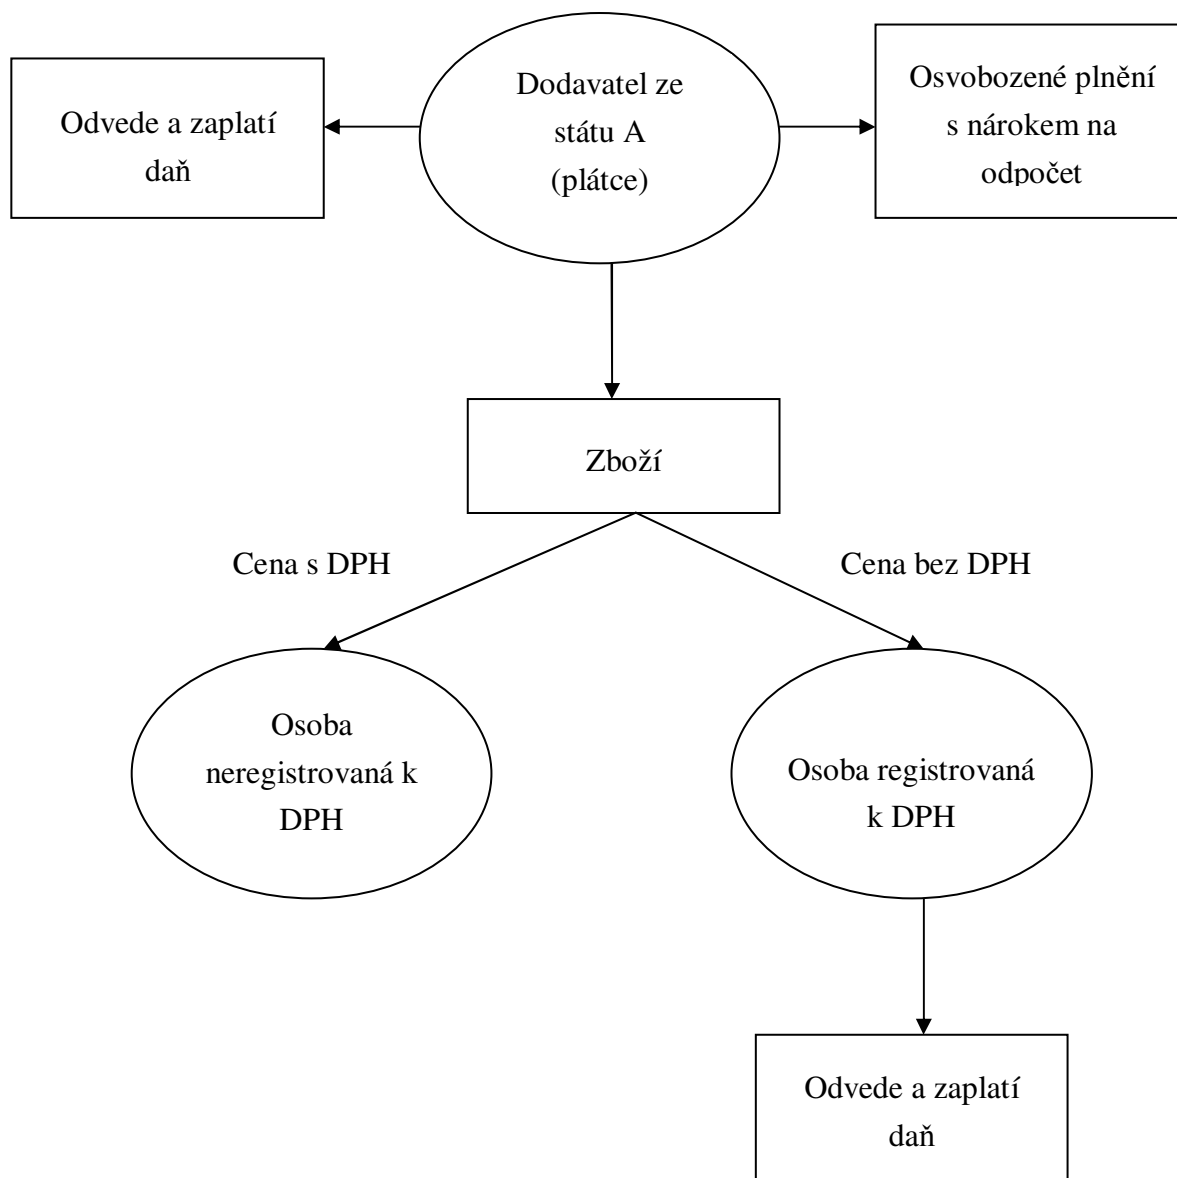 Dodavatel ze
státu A
(plátce)
Odvede a zaplatí
daň
Osvobozené plnění
s nárokem na
odpočet
Zboží
Cena s DPH
Cena bez DPH
Osoba
neregistrovaná k
DPH
Osoba registrovaná
k DPH
Odvede a zaplatí
daň